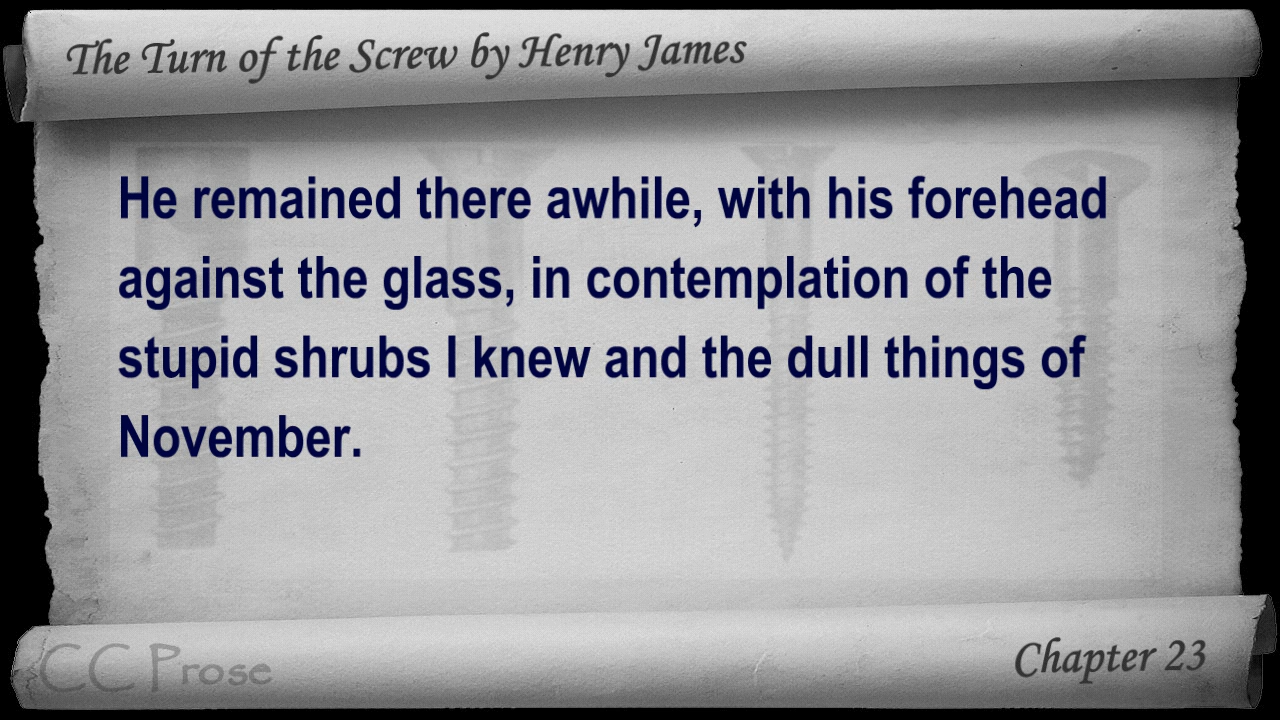 The Turn of the Screw by Henry James
He remained there awhile, with his forehead
against the glass, in contemplation of the
stupid shrubs I knew and the dull things of
November.
CC Prose
Chapter 23